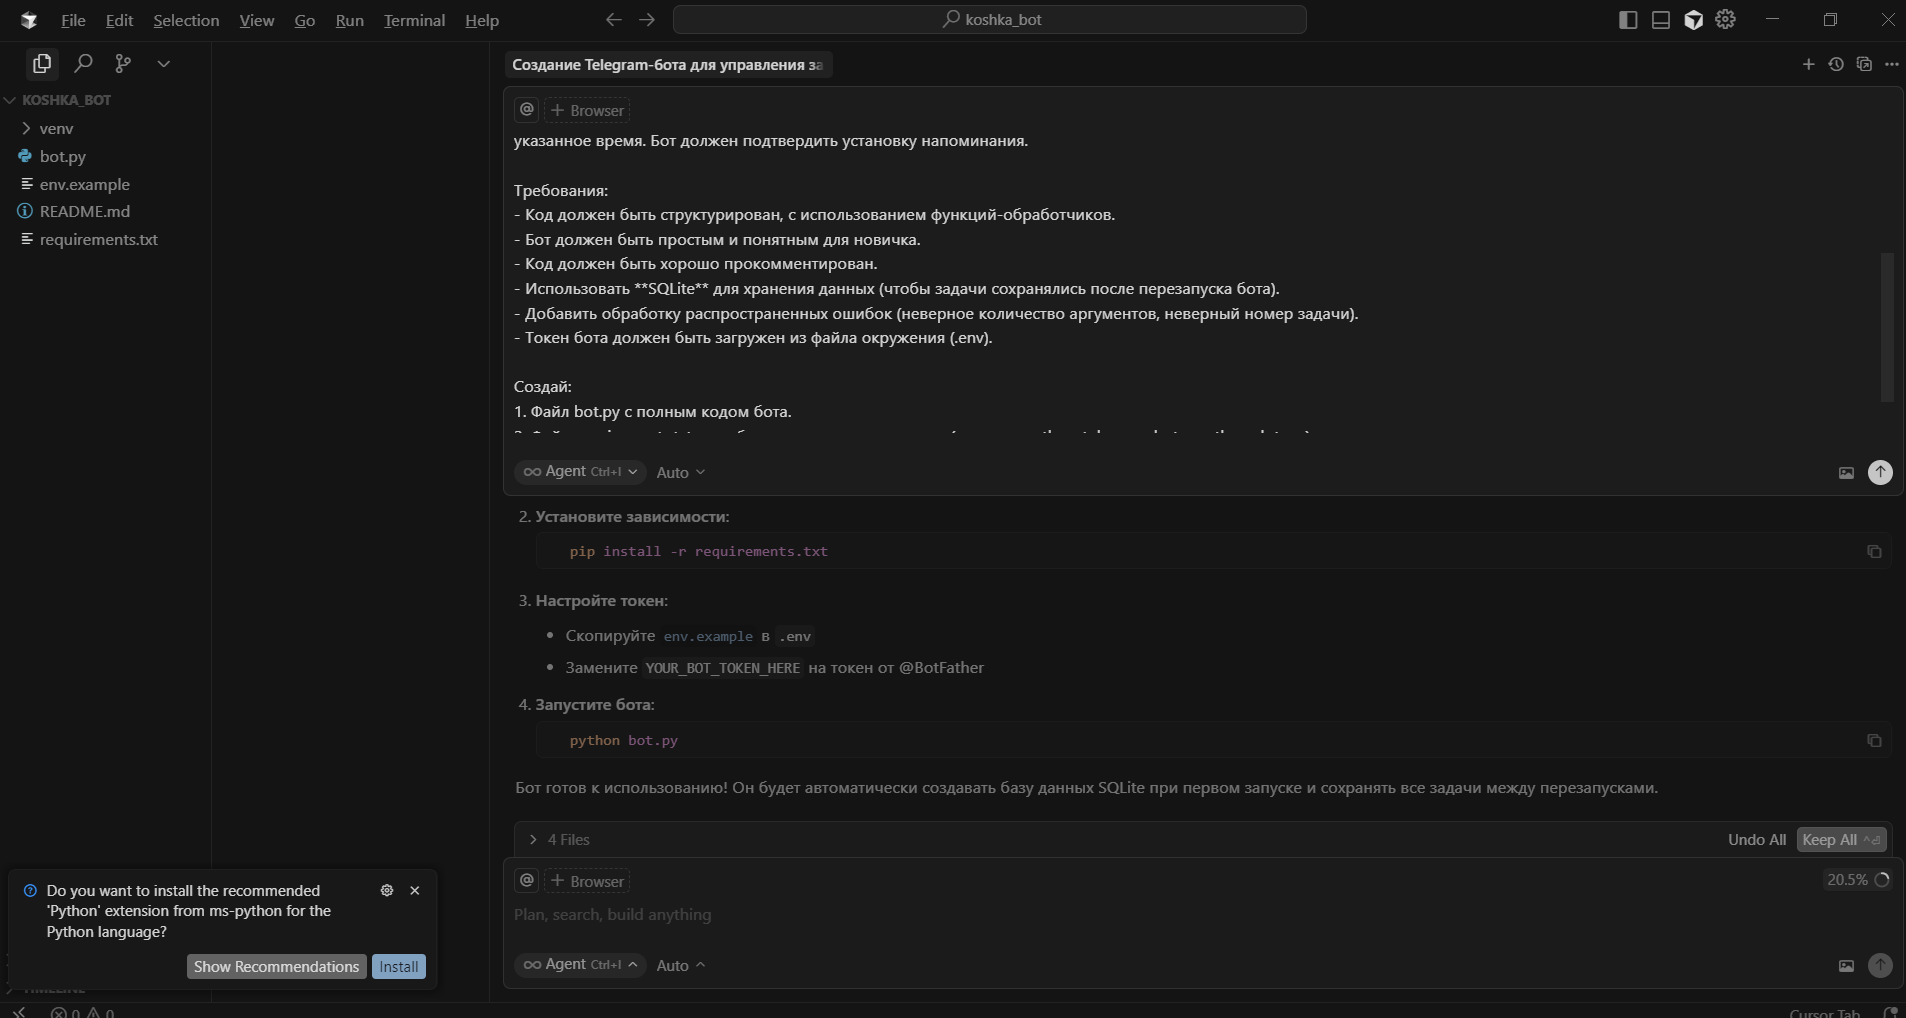 File Edit Selection View Go Run Terminal Help
koshka_bot
KOSHKA_BOT
venv
bot.py
env.example
README.md
requirements.txt
Создание Telegram-бота для управления за
@ + Browser
указанное время. Бот должен подтвердить установку напоминания.
Требования:
- Код должен быть структурирован, с использованием функций-обработчиков.
- Бот должен быть простым и понятным для новичка.
- Код должен быть хорошо прокомментирован.
- Использовать **SQLite** для хранения данных (чтобы задачи сохранялись после перезапуска бота).
- Добавить обработку распространенных ошибок (неверное количество аргументов, неверный номер задачи).
- Токен бота должен быть загружен из файла окружения (.env).
Создай:
1. Файл bot.py с полным кодом бота.
Agent Ctrl+I Auto
2. Установите зависимости:
pip install -r requirements.txt
3. Настройте токен:
• Скопируйте env.example в .env
• Замените YOUR_BOT_TOKEN_HERE на токен от @BotFather
4. Запустите бота:
python bot.py
Бот готов к использованию! Он будет автоматически создавать базу данных SQLite при первом запуске и сохранять все задачи между перезапусками.
4 Files
Undo All Keep All ^⏎
@ + Browser
20.5%
Plan, search, build anything
Agent Ctrl+I Auto
Do you want to install the recommended
'Python' extension from ms-python for the
Python language?
Show Recommendations Install
TIMELINE
0 0
Cursor Tab